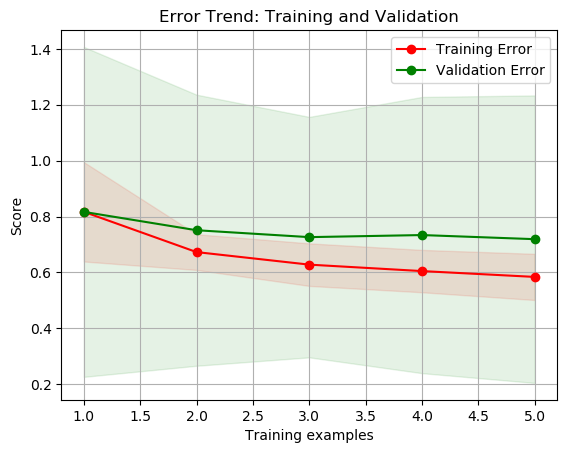 Error Trend: Training and Validation
Training Error
Validation Error
Score
1.4
1.2
1.0
0.8
0.6
0.4
0.2
1.0 1.5 2.0 2.5 3.0 3.5 4.0 4.5 5.0
Training examples